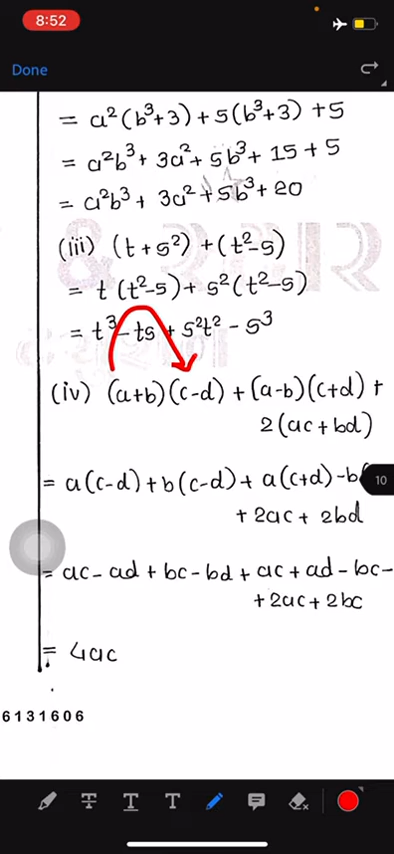 8:52
Done
= a²(b³+3)+5(b³+3)+5
= a²b³+3a²+5b³+15+5
= a²b³+3a²+5b³+20
(iii) (t+s²)+(t²-s)
= t(t²-s)+s²(t²-s)
= t³-ts+s²t²-s³
(iv) (a+b)(c-d)+(a-b)(c+d)+
2(ac+bd)
= a(c-d)+b(c-d)+a(c+d)-b
10
+2ac+2bd
= ac-ad+bc-bd+ac+ad-bc-
+2ac+2bc
= 4ac
6131606
T T T